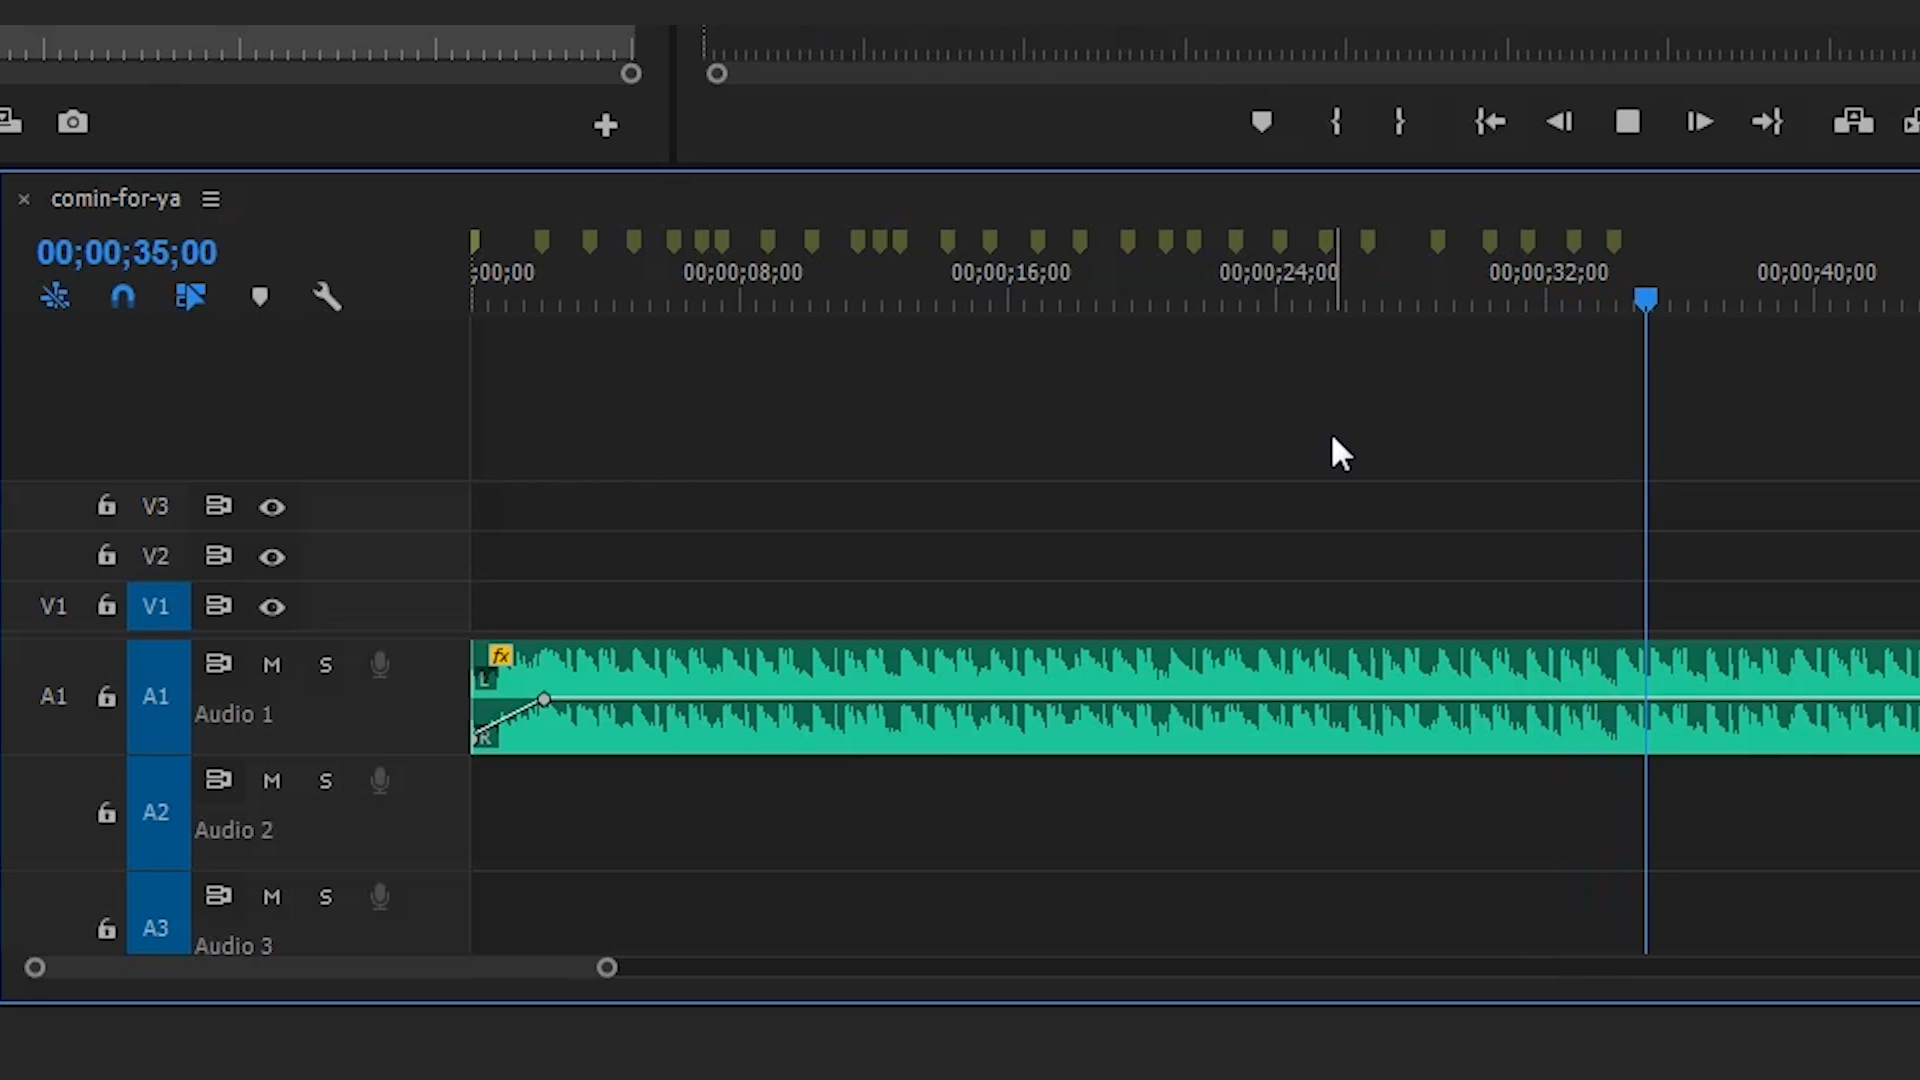 comin-for-ya
00;00;35;00
;00;00 00;00;08;00 00;00;16;00 00;00;24;00 00;00;32;00 00;00;40;00
V3
V2
V1 V1
fx
L
M S
A1 A1
Audio 1
R
M S
A2
Audio 2
M S
A3
Audio 3